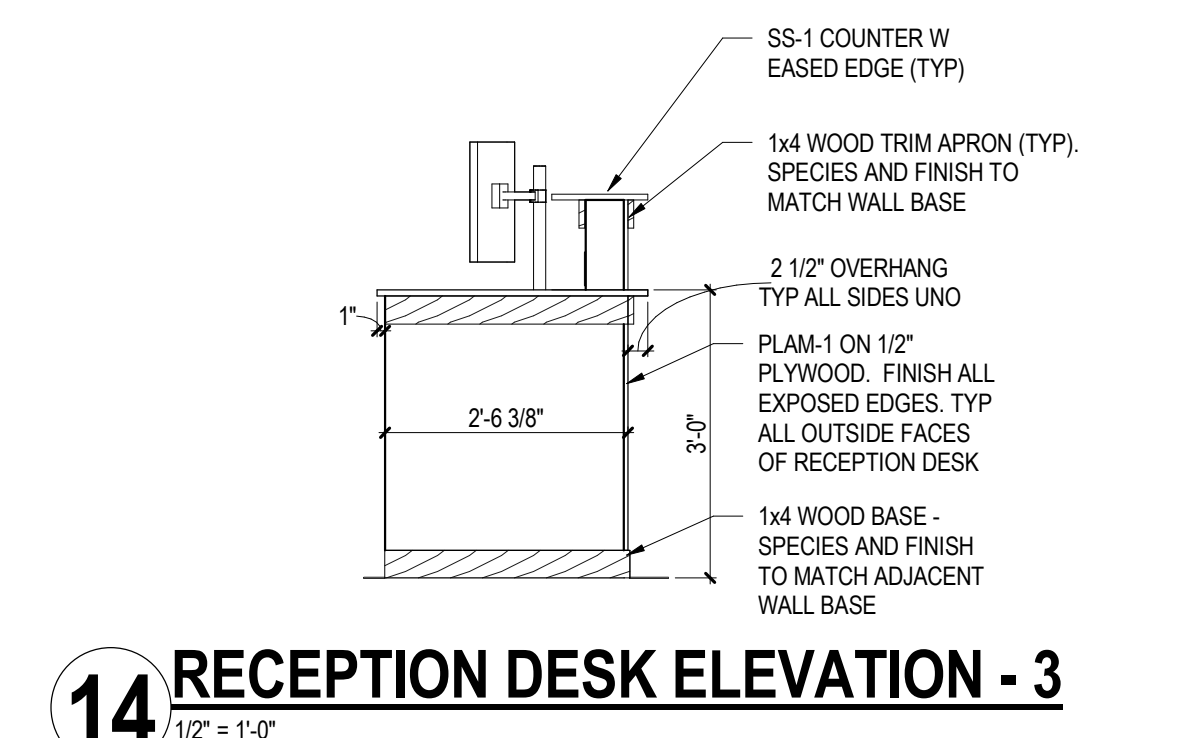 SS-1 COUNTER W
EASED EDGE (TYP)
1x4 WOOD TRIM APRON (TYP).
SPECIES AND FINISH TO
MATCH WALL BASE
2 1/2" OVERHANG
TYP ALL SIDES UNO
1"
PLAM-1 ON 1/2"
PLYWOOD. FINISH ALL
EXPOSED EDGES. TYP
ALL OUTSIDE FACES
OF RECEPTION DESK
2'-6 3/8"
3'-0"
1x4 WOOD BASE -
SPECIES AND FINISH
TO MATCH ADJACENT
WALL BASE
14
RECEPTION DESK ELEVATION - 3
1/2" = 1'-0"